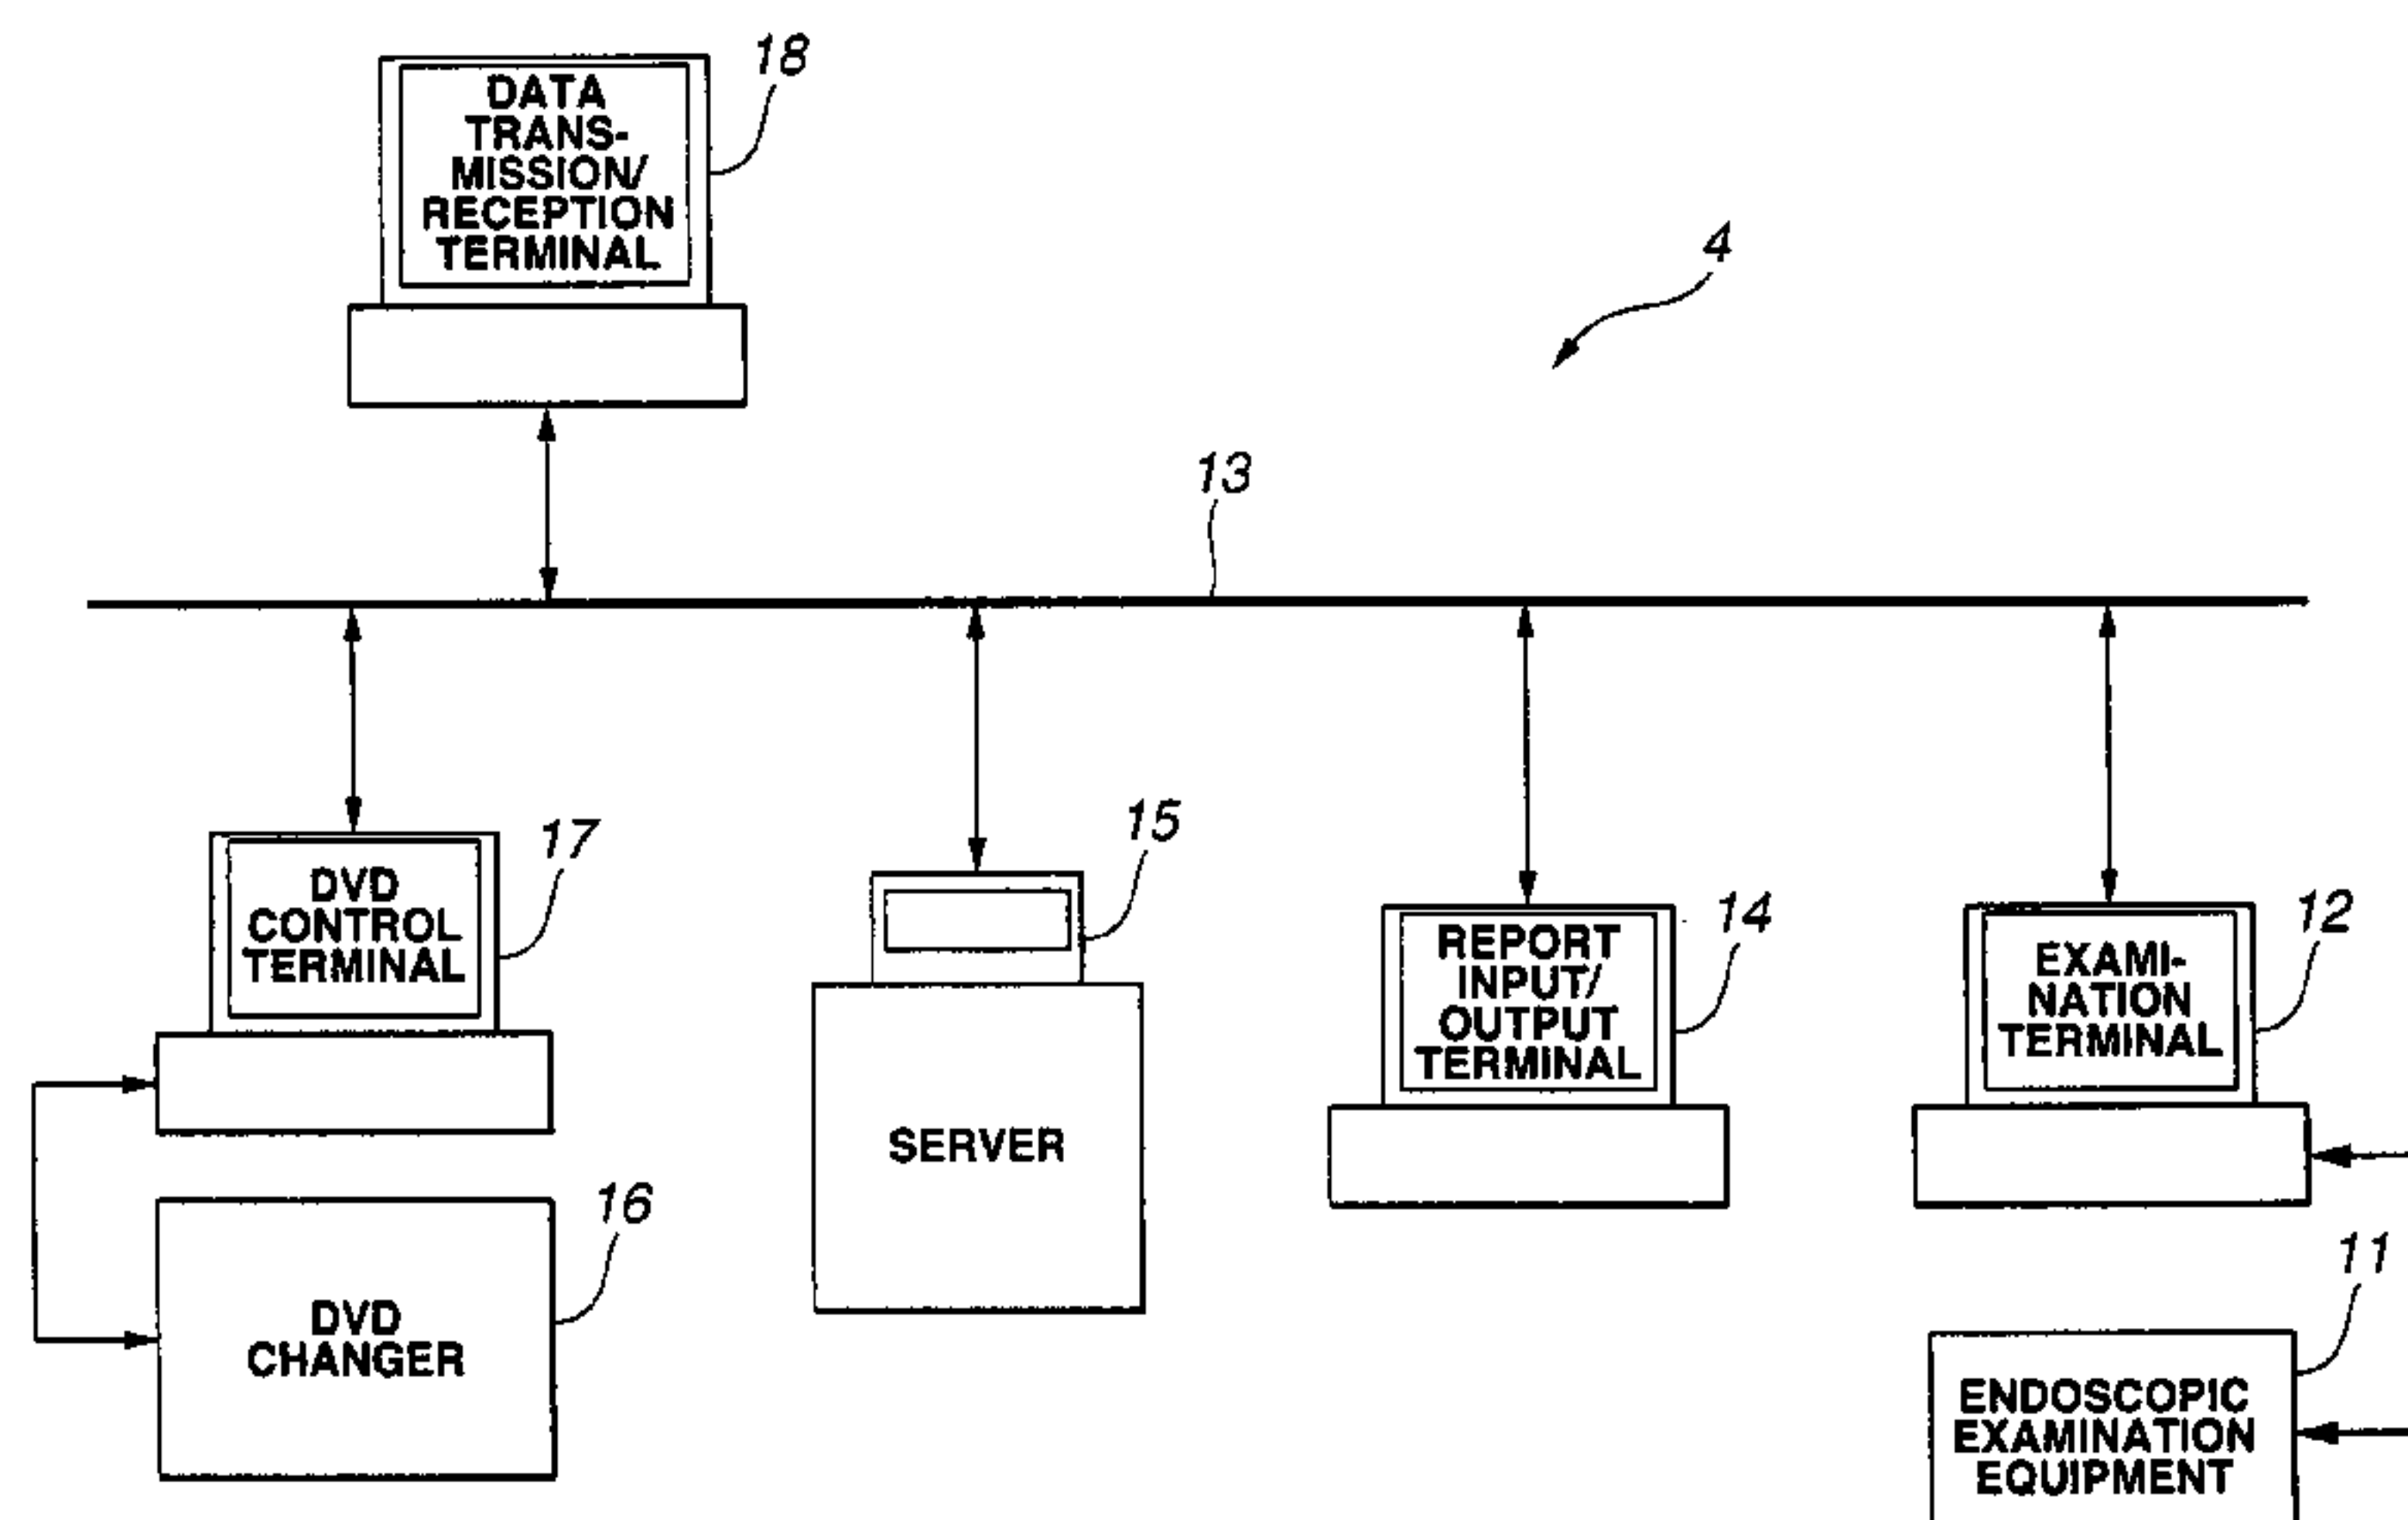 18
DATA
TRANS-
MISSION/
RECEPTION
TERMINAL
4
13
17
DVD
CONTROL
TERMINAL
15
SERVER
14
REPORT
INPUT/
OUTPUT
TERMINAL
12
EXAMI-
NATION
TERMINAL
16
DVD
CHANGER
11
ENDOSCOPIC
EXAMINATION
EQUIPMENT